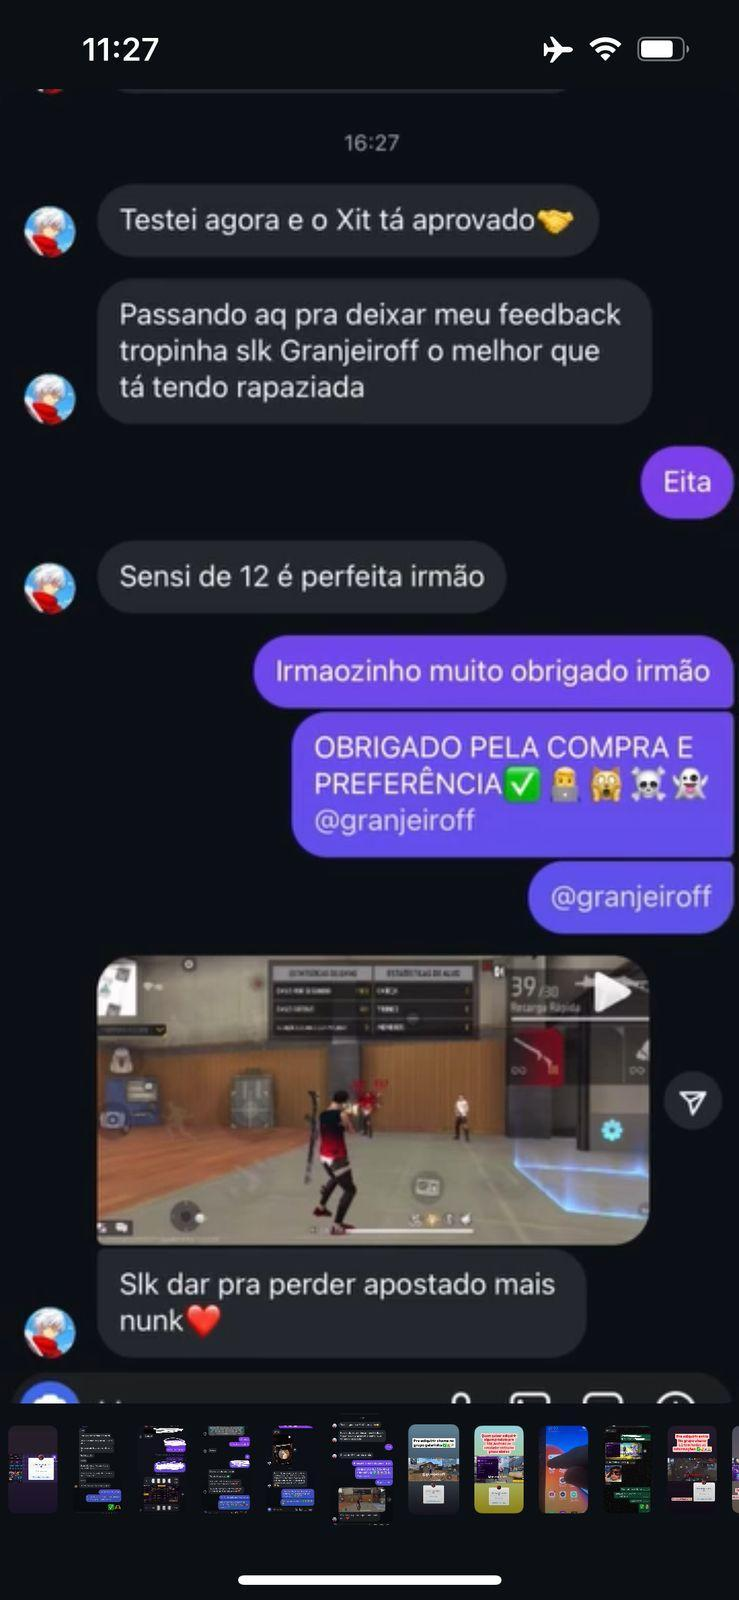 11:27
16:27
Testei agora e o Xit tá aprovado🤝
Passando aq pra deixar meu feedback
tropinha slk Granjeiroff o melhor que
tá tendo rapaziada
Eita
Sensi de 12 é perfeita irmão
Irmaozinho muito obrigado irmão
OBRIGADO PELA COMPRA E
PREFERÊNCIA✅👨‍💻🙀☠️👻
@granjeiroff
@granjeiroff
39/30
Recarga Rápida
Slk dar pra perder apostado mais
nunk❤️